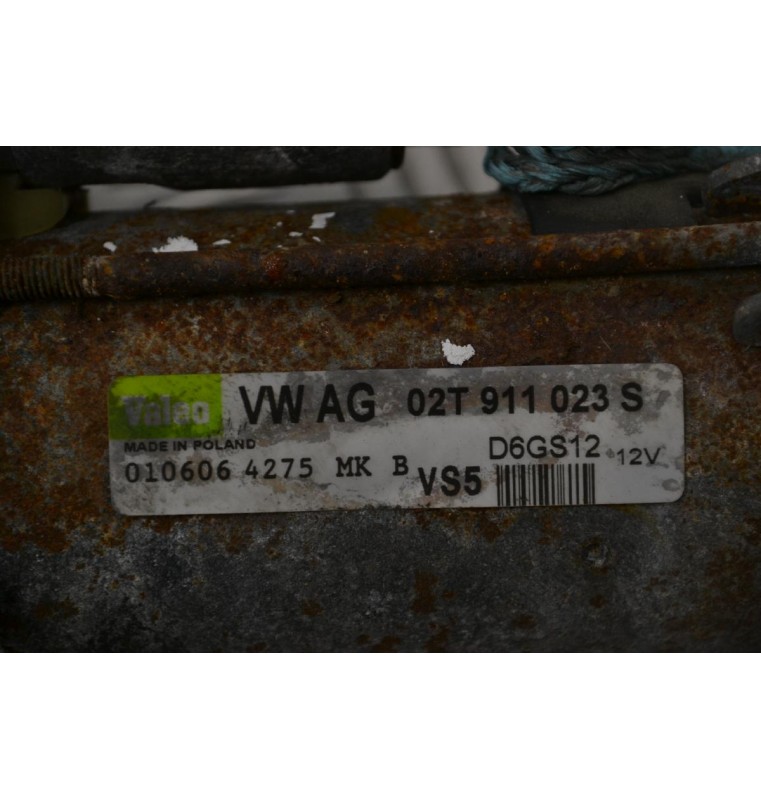 Valeo VW AG 02T 911 023 S
MADE IN POLAND D6GS12 12V
010606 4275 MK B VS5